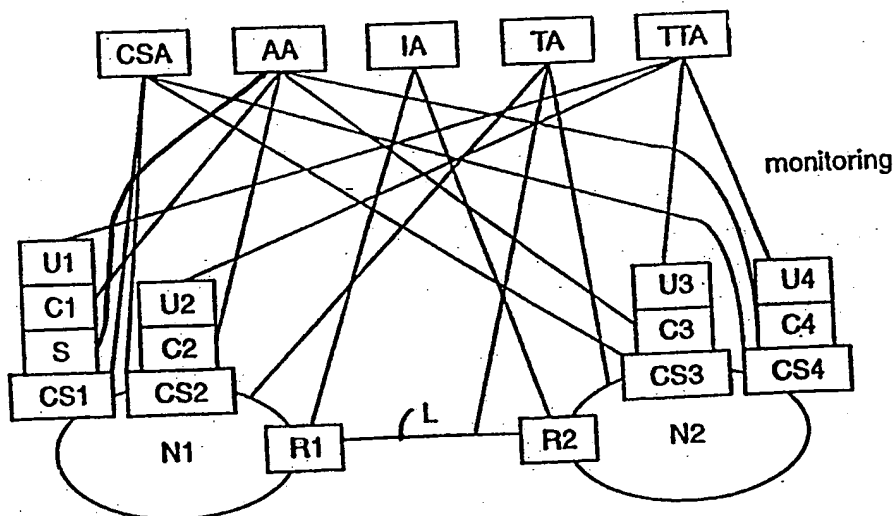 CSA AA IA TA TTA
monitoring
U1 U2 U3 U4
C1 C2 C3 C4
S
CS1 CS2 CS3 CS4
N1 R1 L R2 N2